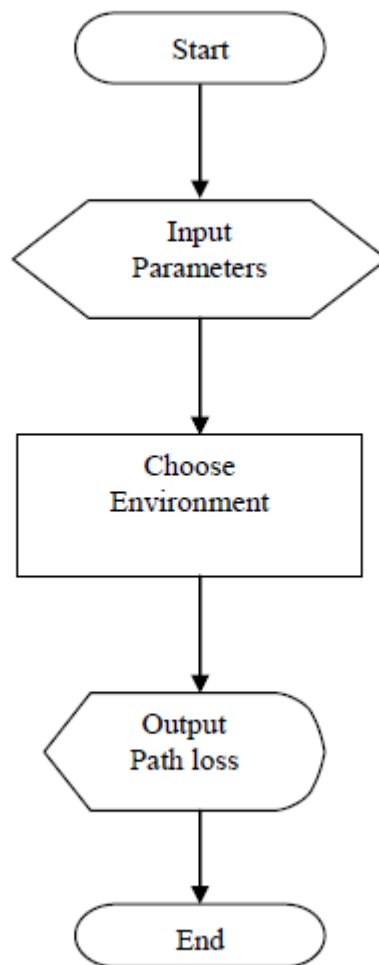 Start
Input
Parameters
Choose
Environment
Output
Path loss
End